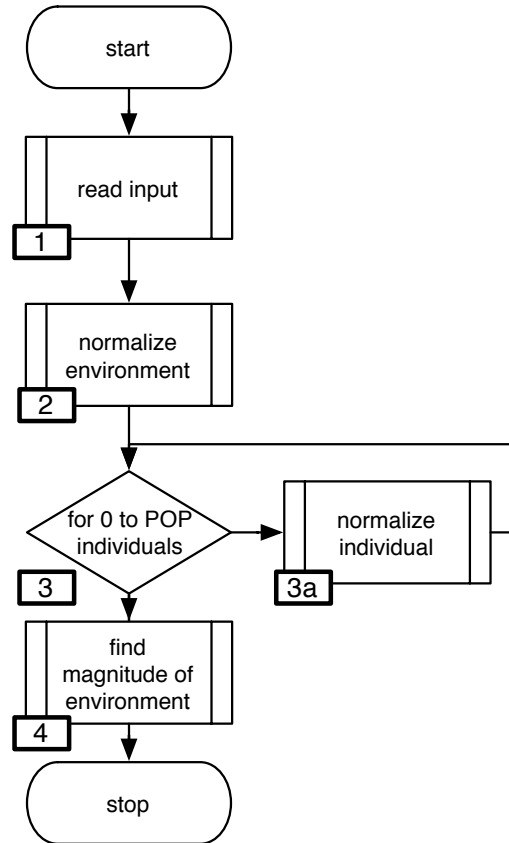 start
read input
1
normalize
environment
2
for 0 to POP
individuals
3
normalize
individual
3a
find
magnitude of
environment
4
stop